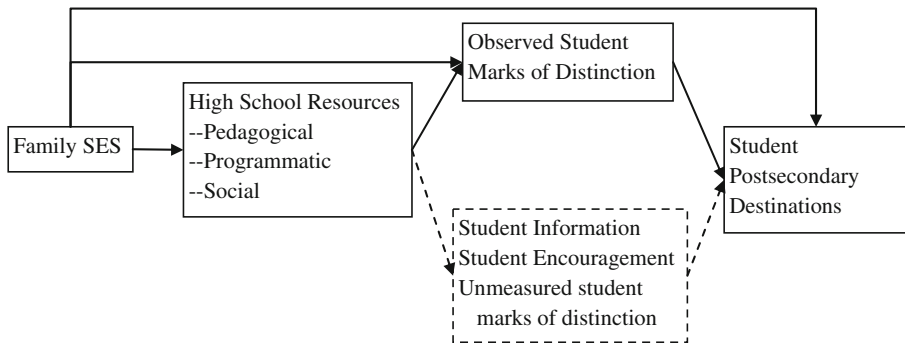 Observed Student
Marks of Distinction
High School Resources
--Pedagogical
--Programmatic
--Social
Family SES
Student
Postsecondary
Destinations
Student Information
Student Encouragement
Unmeasured student
marks of distinction